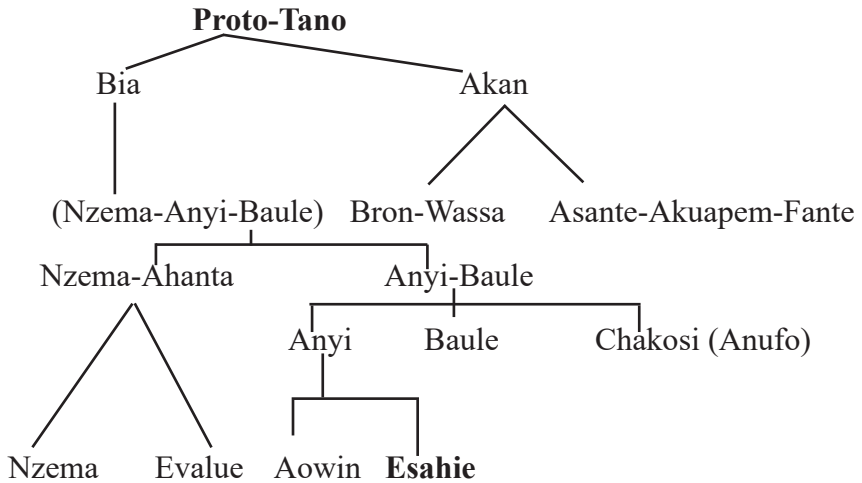 Proto-Tano
Bia Akan
(Nzema-Anyi-Baule) Bron-Wassa Asante-Akuapem-Fante
Nzema-Ahanta Anyi-Baule
Anyi Baule Chakosi (Anufo)
Nzema Evalue Aowin Esahie